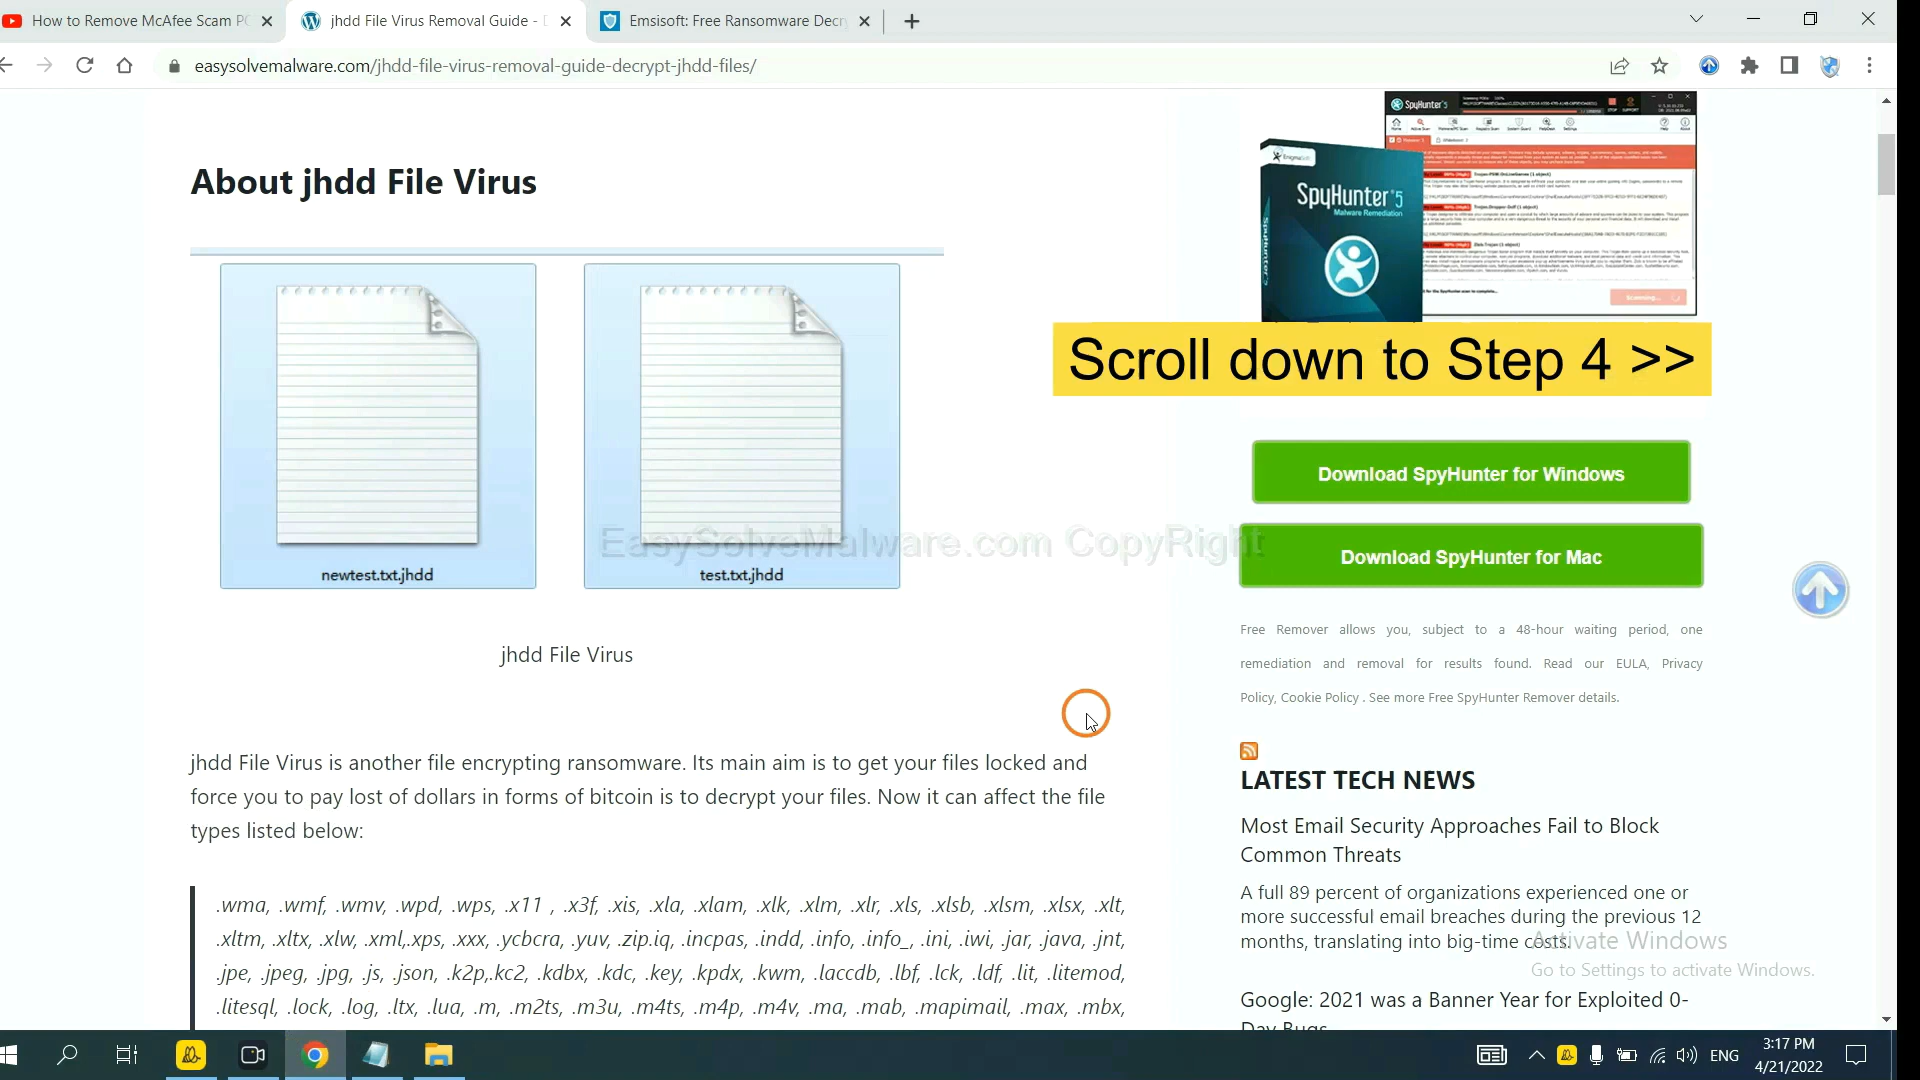 How to Remove McAfee Scam PO
jhdd File Virus Removal Guide - D
Emsisoft: Free Ransomware Decry
easysolvemalware.com/jhdd-file-virus-removal-guide-decrypt-jhdd-files/
About jhdd File Virus
newtest.txt.jhdd
test.txt.jhdd
jhdd File Virus
jhdd File Virus is another file encrypting ransomware. Its main aim is to get your files locked and
force you to pay lost of dollars in forms of bitcoin is to decrypt your files. Now it can affect the file
types listed below:
.wma, .wmf, .wmv, .wpd, .wps, .x11 , .x3f, .xis, .xla, .xlam, .xlk, .xlm, .xlr, .xls, .xlsb, .xlsm, .xlsx, .xlt,
.xltm, .xltx, .xlw, .xml,.xps, .xxx, .ycbcra, .yuv, .zip.iq, .incpas, .indd, .info, .info_, .ini, .iwi, .jar, .java, .jnt,
.jpe, .jpeg, .jpg, .js, .json, .k2p,.kc2, .kdbx, .kdc, .key, .kpdx, .kwm, .laccdb, .lbf, .lck, .ldf, .lit, .litemod,
.litesql, .lock, .log, .ltx, .lua, .m, .m2ts, .m3u, .m4ts, .m4p, .m4v, .ma, .mab, .mapimail, .max, .mbx,
EasySolveMalware.com CopyRight
SpyHunter 5
EnigmaSoft
SpyHunter 5
Malware Remediation
Scanning...
Scroll down to Step 4 >>
Download SpyHunter for Windows
Download SpyHunter for Mac
Free Remover allows you, subject to a 48-hour waiting period, one
remediation and removal for results found. Read our EULA, Privacy
Policy, Cookie Policy . See more Free SpyHunter Remover details.
LATEST TECH NEWS
Most Email Security Approaches Fail to Block
Common Threats
A full 89 percent of organizations experienced one or
more successful email breaches during the previous 12
months, translating into big-time costs.
Google: 2021 was a Banner Year for Exploited 0-
Day Bugs
Activate Windows
Go to Settings to activate Windows.
ENG
3:17 PM
4/21/2022